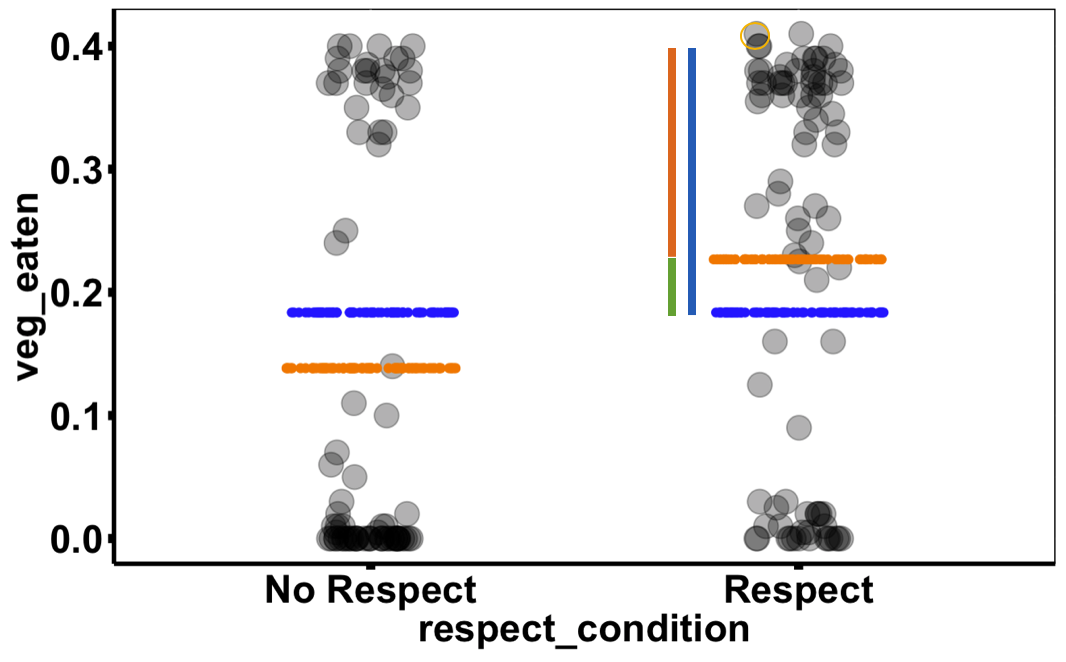 veg_eaten
0.4
0.3
0.2
0.1
0.0
No Respect
Respect
respect_condition